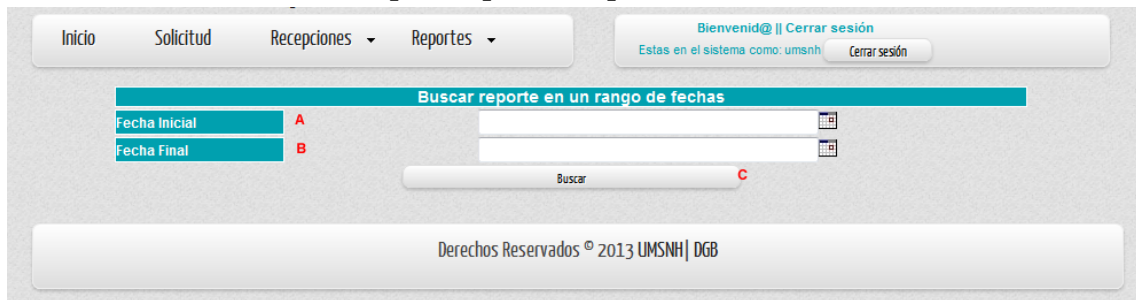 Inicio Solicitud Recepciones Reportes
Bienvenid@ || Cerrar sesión
Estas en el sistema como: umsnh Cerrar sesión
Buscar reporte en un rango de fechas
Fecha Inicial A
Fecha Final B
Buscar C
Derechos Reservados © 2013 UMSNH| DGB